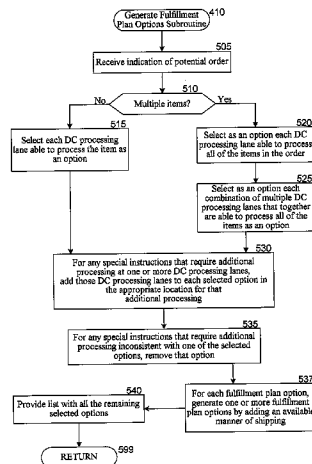 Generate Fulfillment
Plan Options Subroutine
410
505
Receive indication of potential order
510
No
Multiple items?
Yes
515
Select each DC processing
lane able to process the item as
an option
520
Select as an option each DC
processing lane able to process
all of the items in the order
525
Select as an option each
combination of multiple DC
processing lanes that together
are able to process all of the
items as an option
530
For any special instructions that require additional
processing at one or more DC processing lanes,
add those DC processing lanes to each selected option in
the appropriate location for that
additional processing
535
For any special instructions that require additional
processing inconsistent with one of the selected
options, remove that option
537
For each fulfillment plan option,
generate one or more fulfillment
plan options by adding an available
manner of shipping
540
Provide list with all the remaining
selected options
RETURN
599